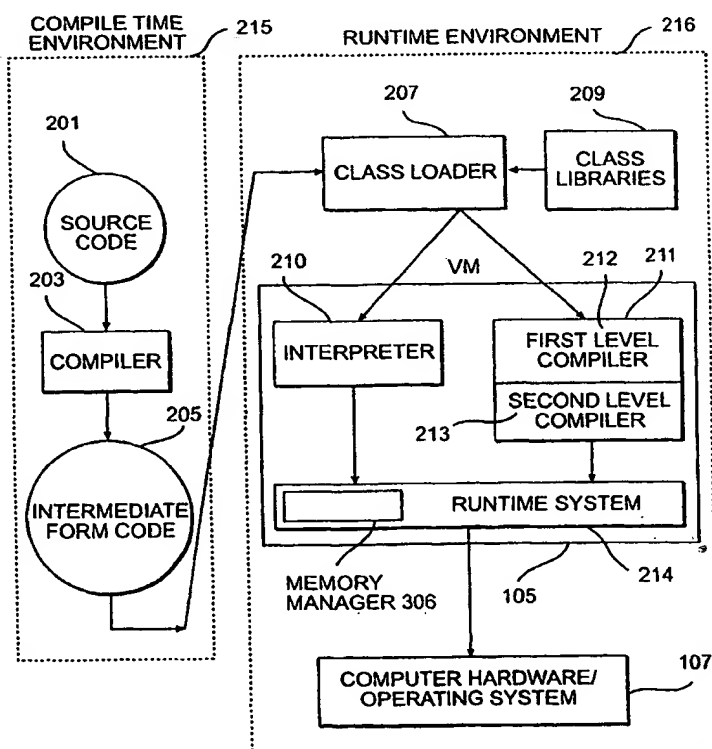 COMPILE TIME
ENVIRONMENT
215
RUNTIME ENVIRONMENT
216
201
SOURCE
CODE
203
COMPILER
205
INTERMEDIATE
FORM CODE
207
CLASS LOADER
209
CLASS
LIBRARIES
VM
210
INTERPRETER
212
211
FIRST LEVEL
COMPILER
SECOND LEVEL
213
COMPILER
RUNTIME SYSTEM
MEMORY
MANAGER 306
105
214
COMPUTER HARDWARE/
OPERATING SYSTEM
107